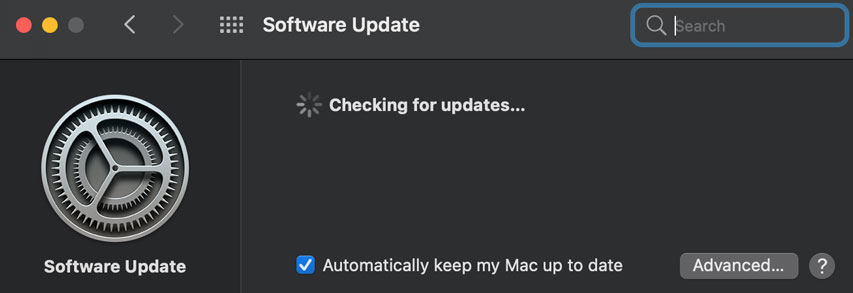 Software Update
Search
Checking for updates...
Software Update
Automatically keep my Mac up to date
Advanced...
?